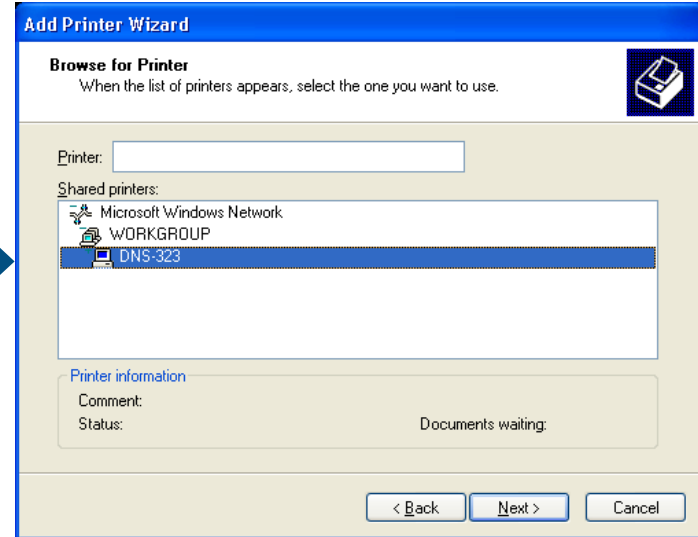 Add Printer Wizard
Browse for Printer
When the list of printers appears, select the one you want to use.
Printer:
Shared printers:
Microsoft Windows Network
WORKGROUP
DNS-323
Printer information
Comment:
Status:
Documents waiting:
< Back
Next >
Cancel